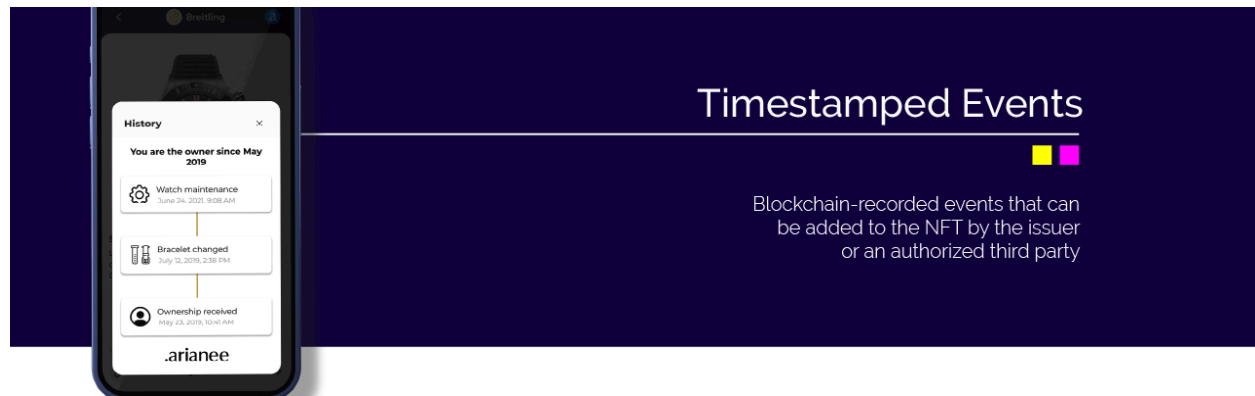 Breitling
History ×
You are the owner since May
2019
Watch maintenance
June 24, 2021, 9:08 AM
Bracelet changed
July 12, 2019, 2:38 PM
Ownership received
May 23, 2019, 10:41 AM
.arianee
Timestamped Events
Blockchain-recorded events that can
be added to the NFT by the issuer
or an authorized third party